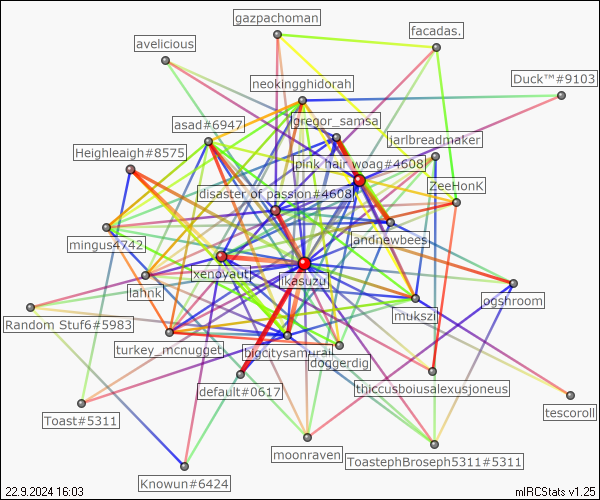 gazpachoman
facadas.
avelicious
Duck™#9103
neokingghidorah
gregor_samsa
asad#6947
jarlbreadmaker
Heighleaigh#8575
pink hair woag#4608
ZeeHonK
disaster of passion#4608
mingus4742
jandnewbees
xenovaut
ikasuzu
lahnk
ogshroom
mukszi
Random Stuf6#5983
turkey_mcnugget
bigcitysamurai
doggerdig
default#0617
thiccusboiusalexusjoneus
tescoroll
Toast#5311
moonraven
ToastephBroseph5311#5311
Knowun#6424
22.9.2024 16:03
mIRCStats v1.25